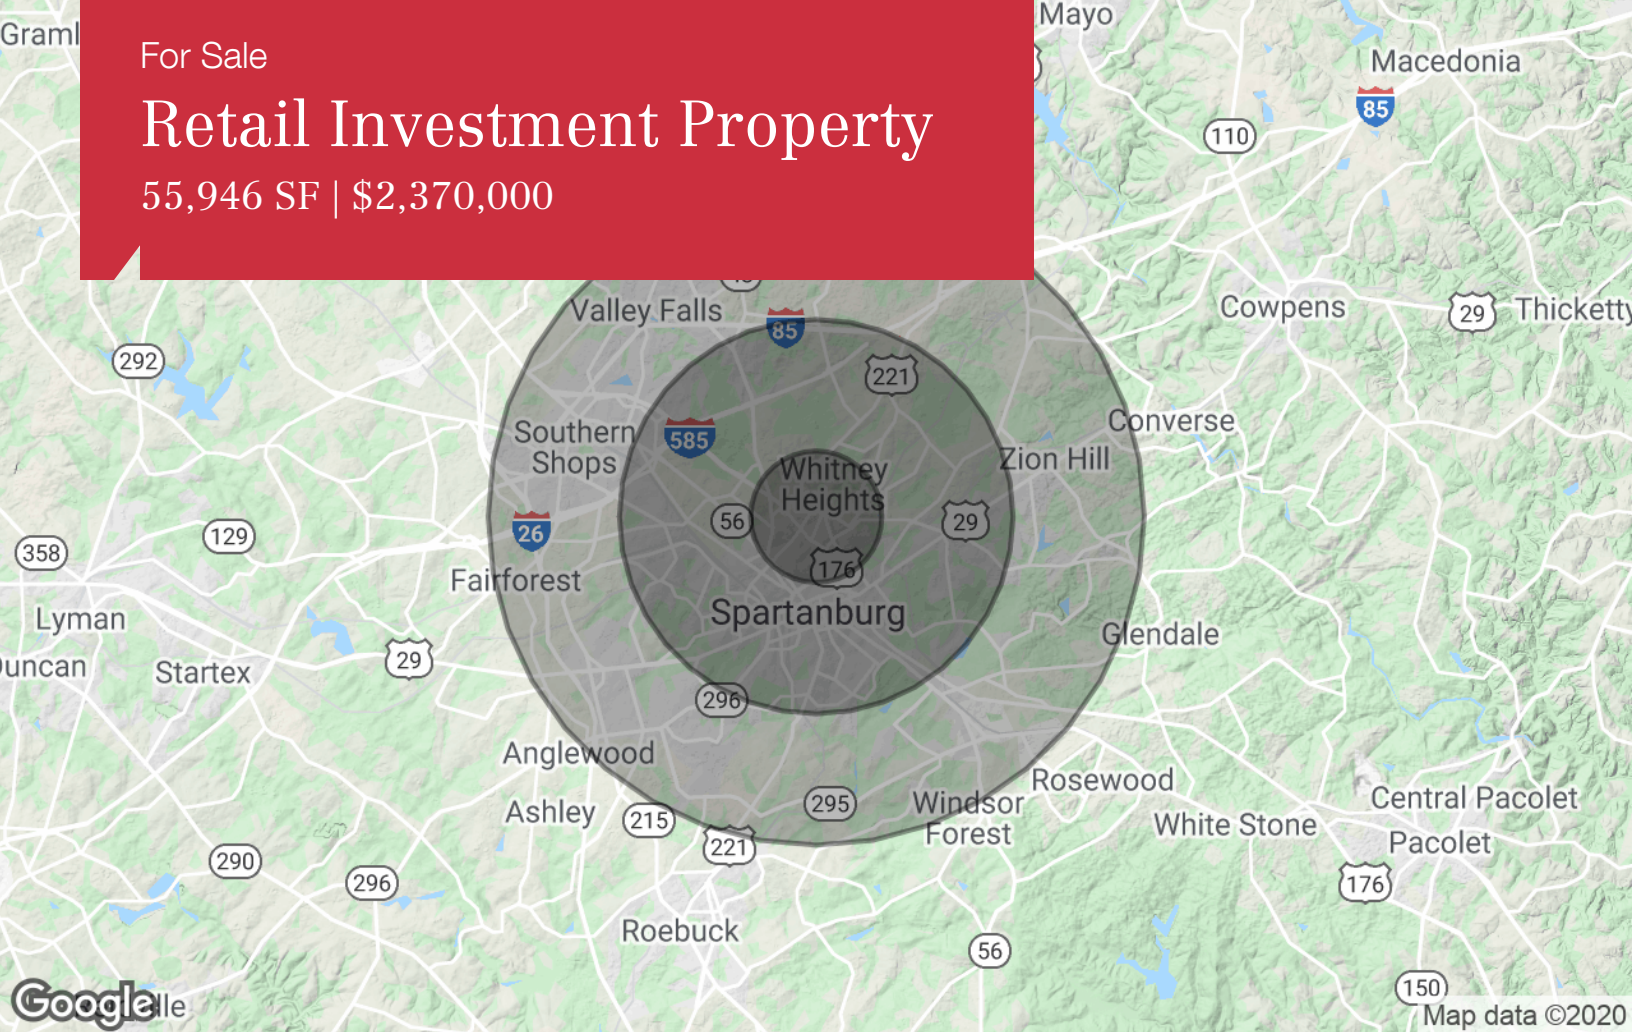 Graml
Mayo
For Sale
Macedonia
85
Retail Investment Property
110
55,946 SF | $2,370,000
Valley Falls
Cowpens
29
Thicketty
85
292
221
Southern
Shops
585
Converse
Zion Hill
Whitney
Heights
56
29
26
129
358
Fairforest
176
Lyman
Spartanburg
Glendale
29
Duncan
Startex
296
Anglewood
Rosewood
Central Pacolet
Ashley
215
295
Windsor
Forest
White Stone
Pacolet
221
290
296
176
Roebuck
56
150
Google
Map data ©2020